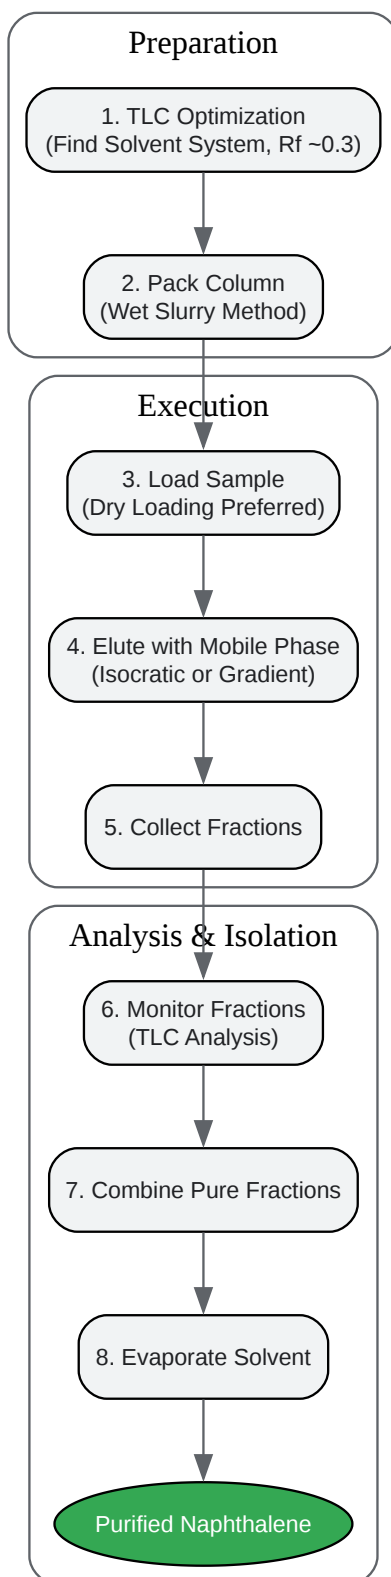 Preparation
1. TLC Optimization
(Find Solvent System, Rf ~0.3)
2. Pack Column
(Wet Slurry Method)
Execution
3. Load Sample
(Dry Loading Preferred)
4. Elute with Mobile Phase
(Isocratic or Gradient)
5. Collect Fractions
Analysis & Isolation
6. Monitor Fractions
(TLC Analysis)
7. Combine Pure Fractions
8. Evaporate Solvent
Purified Naphthalene